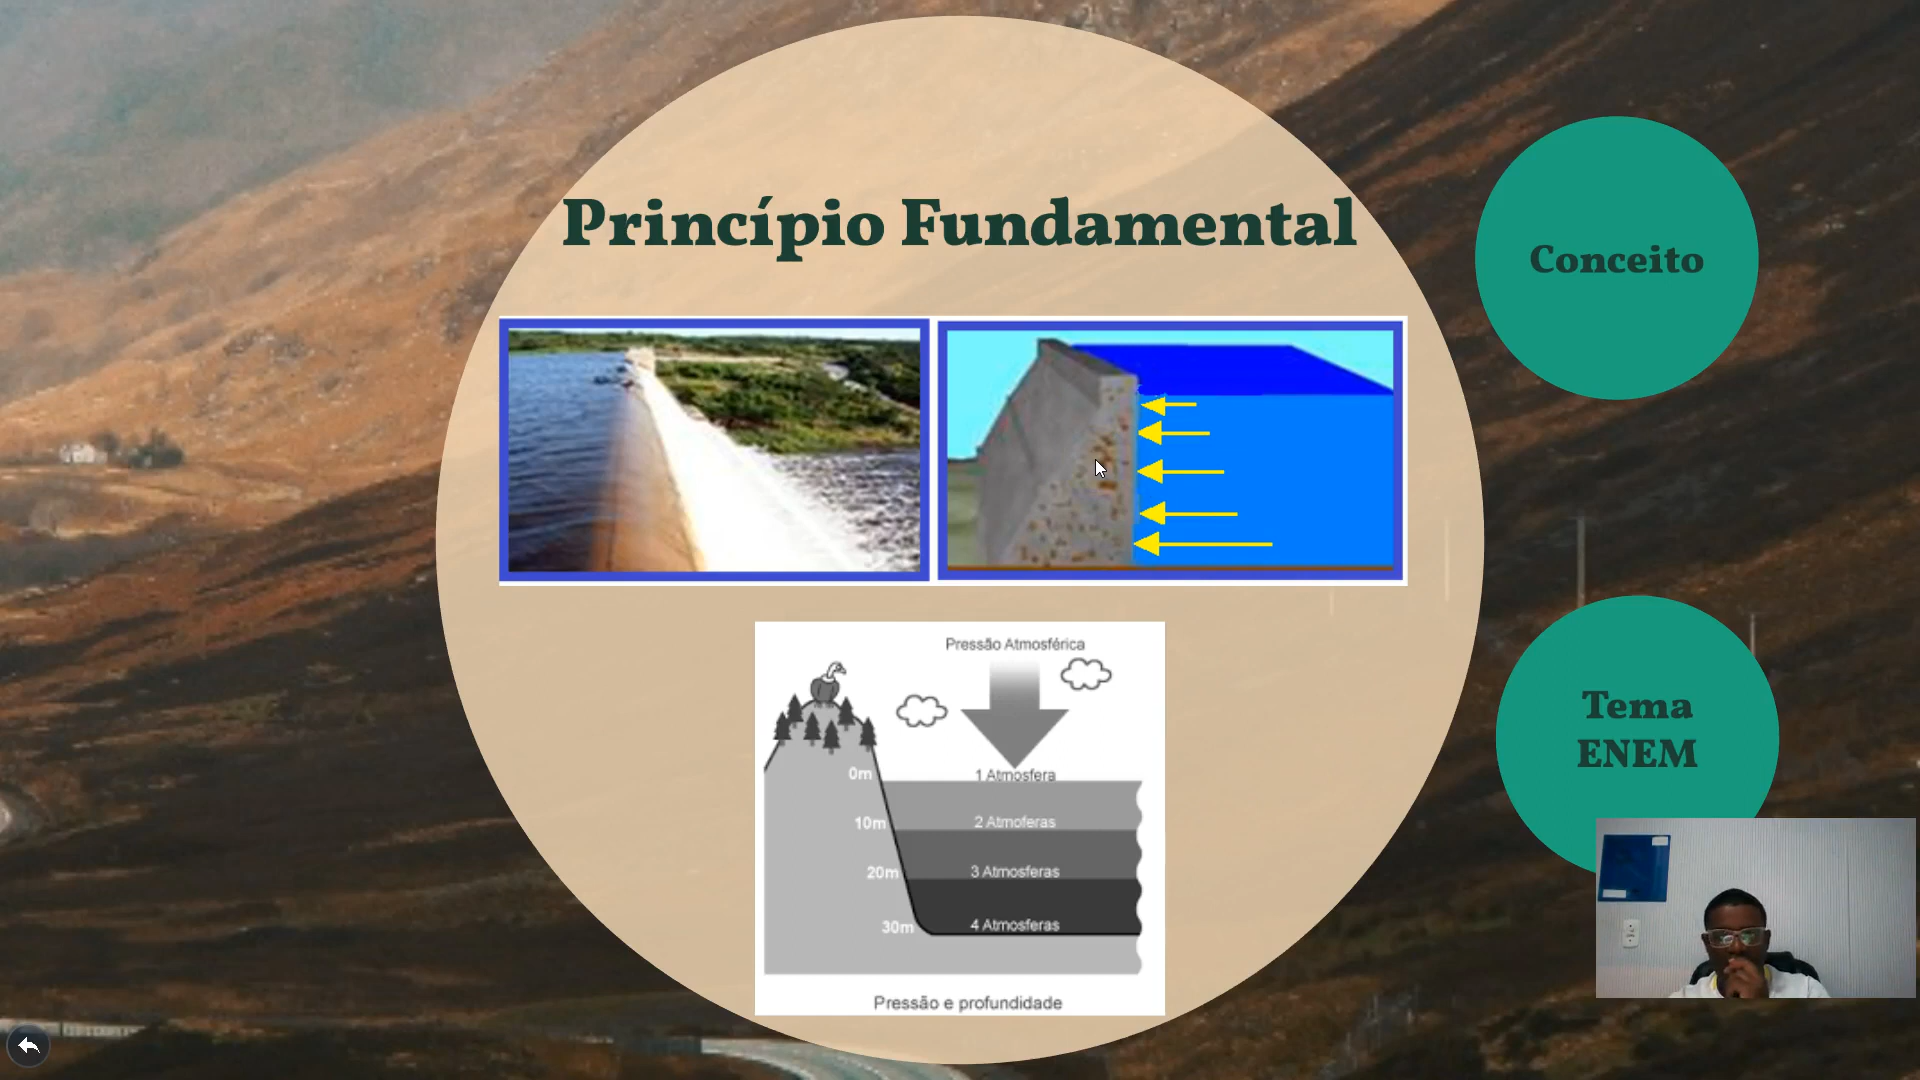 Princípio Fundamental
Conceito
Pressão Atmosférica
0m
1 Atmosfera
10m
2 Atmoferas
20m
3 Atmosferas
30m
4 Atmosferas
Pressão e profundidade
Tema
ENEM